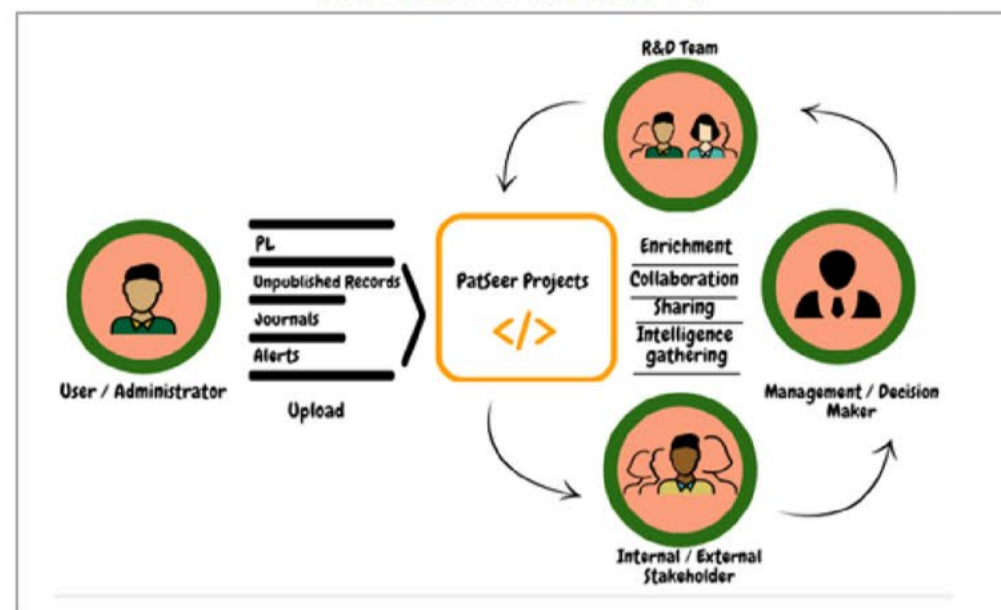 R&D Team
PL
Unpublished Records
Journals
Alerts
User / Administrator
Upload
PatSeer Projects
</>
Enrichment
Collaboration
Sharing
Intelligence
gathering
Management / Decision
Maker
Internal / External
Stakeholder